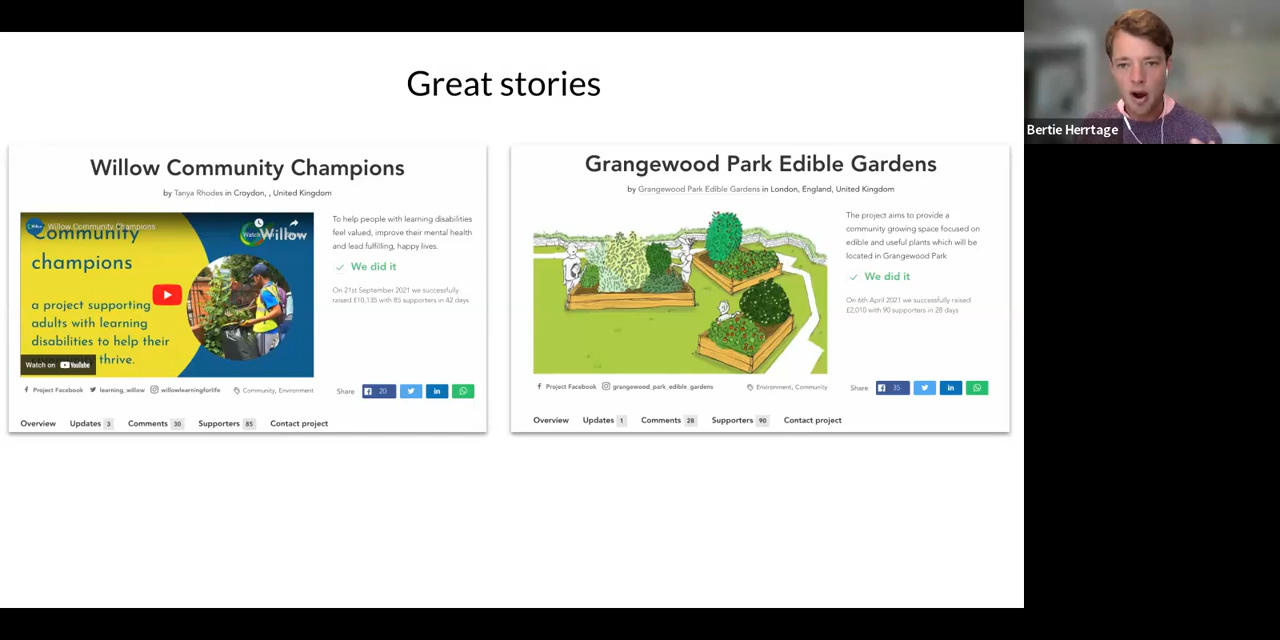 Great stories
Bertie Herrtage
Willow Community Champions
by Tanya Rhodes in Croydon, , United Kingdom
Willow Community Champions
Community
champions
a project supporting
adults with learning
disabilities to help their
thrive.
Watch
Willow
Watch on YouTube
To help people with learning disabilities
feel valued, improve their mental health
and lead fulfilling, happy lives.
We did it
On 21st September 2021 we successfully
raised £10,135 with 85 supporters in 42 days
Project Facebook learning_willow willowlearningforlife Community, Environment
Share 20
Overview Updates 3 Comments 30 Supporters 85 Contact project
Grangewood Park Edible Gardens
by Grangewood Park Edible Gardens in London, England, United Kingdom
The project aims to provide a
community growing space focused on
edible and useful plants which will be
located in Grangewood Park
We did it
On 6th April 2021 we successfully raised
£2,010 with 90 supporters in 28 days
Project Facebook grangewood_park_edible_gardens Environment, Community
Share 35
Overview Updates 1 Comments 28 Supporters 90 Contact project